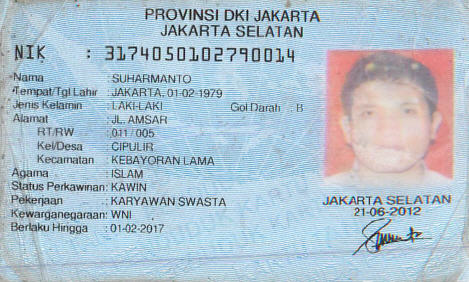 PROVINSI DKI JAKARTA
JAKARTA SELATAN
NIK : 3174050102790014
Nama : SUHARMANTO
Tempat/Tgl Lahir : JAKARTA, 01-02-1979
Jenis Kelamin : LAKI-LAKI Gol Darah : B
Alamat : JL. AMSAR
RT/RW : 011/005
Kel/Desa : CIPULIR
Kecamatan : KEBAYORAN LAMA
Agama : ISLAM
Status Perkawinan: KAWIN
Pekerjaan : KARYAWAN SWASTA
Kewarganegaraan: WNI
Berlaku Hingga : 01-02-2017
JAKARTA SELATAN
21-06-2012